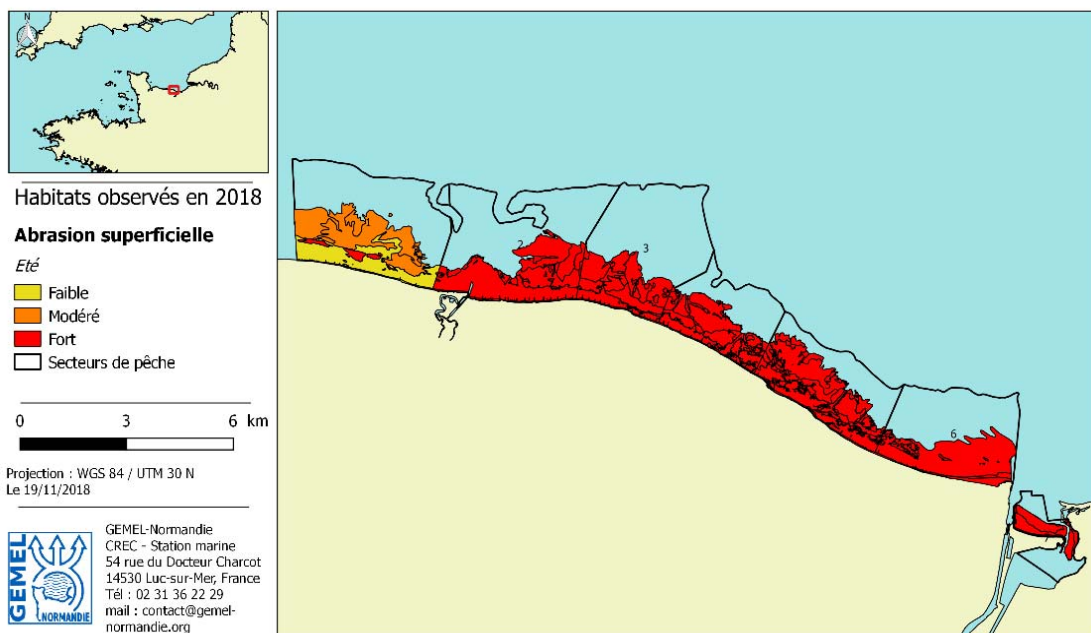 N
Habitats observés en 2018
Abrasion superficielle
Eté
Faible
Modéré
Fort
Secteurs de pêche
0 3 6 km
Projection : WGS 84 / UTM 30 N
Le 19/11/2018
GEMEL
NORMANDIE
GEMEL-Normandie
CREC - Station marine
54 rue du Docteur Charcot
14530 Luc-sur-Mer, France
Tél : 02 31 36 22 29
mail : contact@gemel-
normandie.org
1
2
3
6